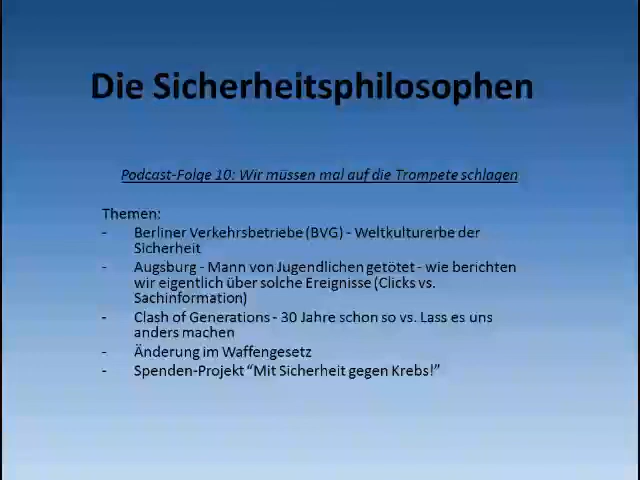 Die Sicherheitsphilosophen
Podcast-Folge 10: Wir müssen mal auf die Trompete schlagen
Themen:
- Berliner Verkehrsbetriebe (BVG) - Weltkulturerbe der
Sicherheit
- Augsburg - Mann von Jugendlichen getötet - wie berichten
wir eigentlich über solche Ereignisse (Clicks vs.
Sachinformation)
- Clash of Generations - 30 Jahre schon so vs. Lass es uns
anders machen
- Änderung im Waffengesetz
- Spenden-Projekt “Mit Sicherheit gegen Krebs!”